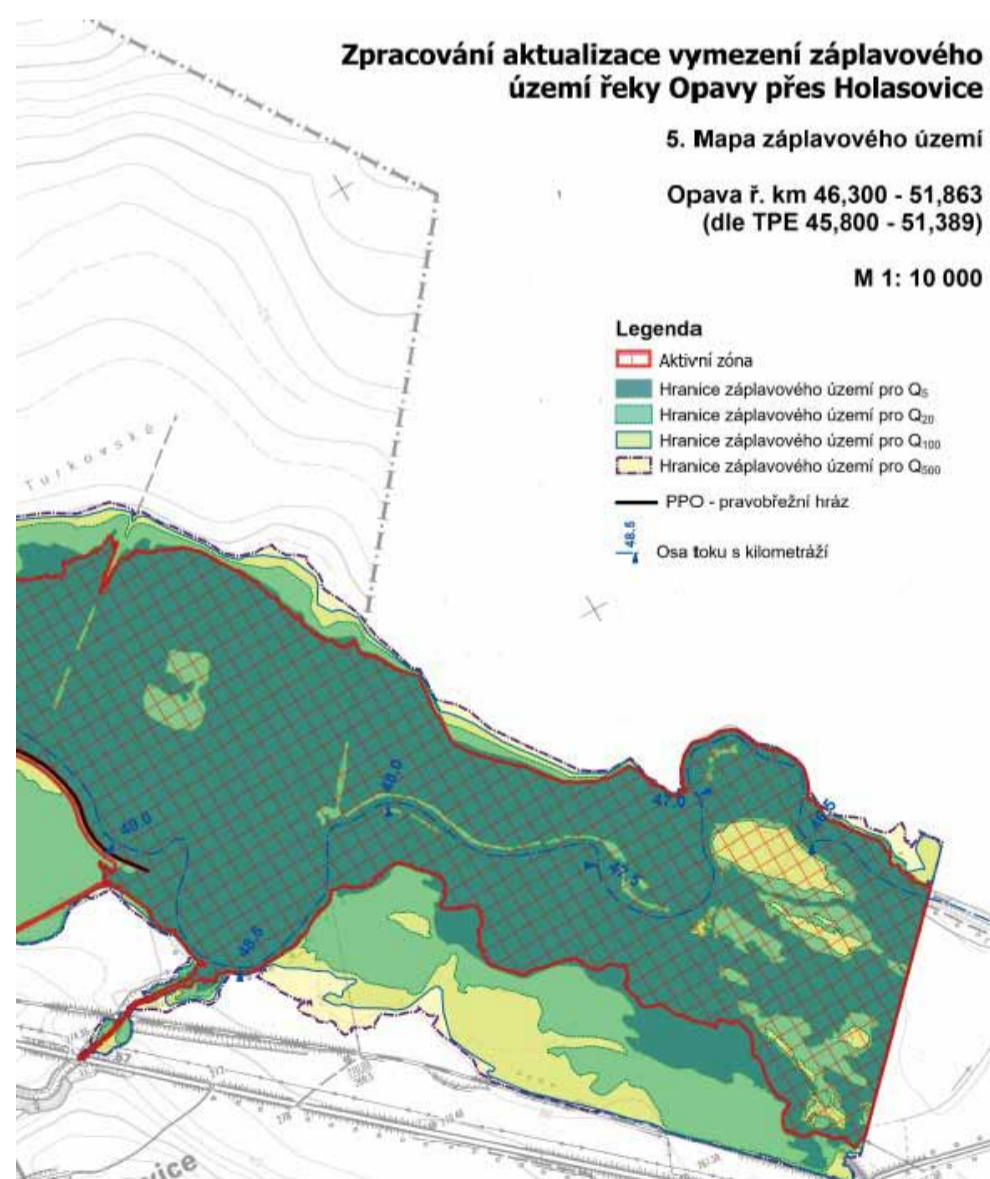 Zpracování aktualizace vymezení záplavového
území řeky Opavy přes Holasovice
5. Mapa záplavového území
Opava ř. km 46,300 - 51,863
(dle TPE 45,800 - 51,389)
M 1: 10 000
Legenda
Aktivní zóna
Hranice záplavového území pro Q5
Hranice záplavového území pro Q20
Hranice záplavového území pro Q100
Hranice záplavového území pro Q500
PPO - pravobřežní hráz
48.5
Osa toku s kilometráží
Turkovské
48.0
47.0
46.5
49.0
47.5
48.5
278
vice